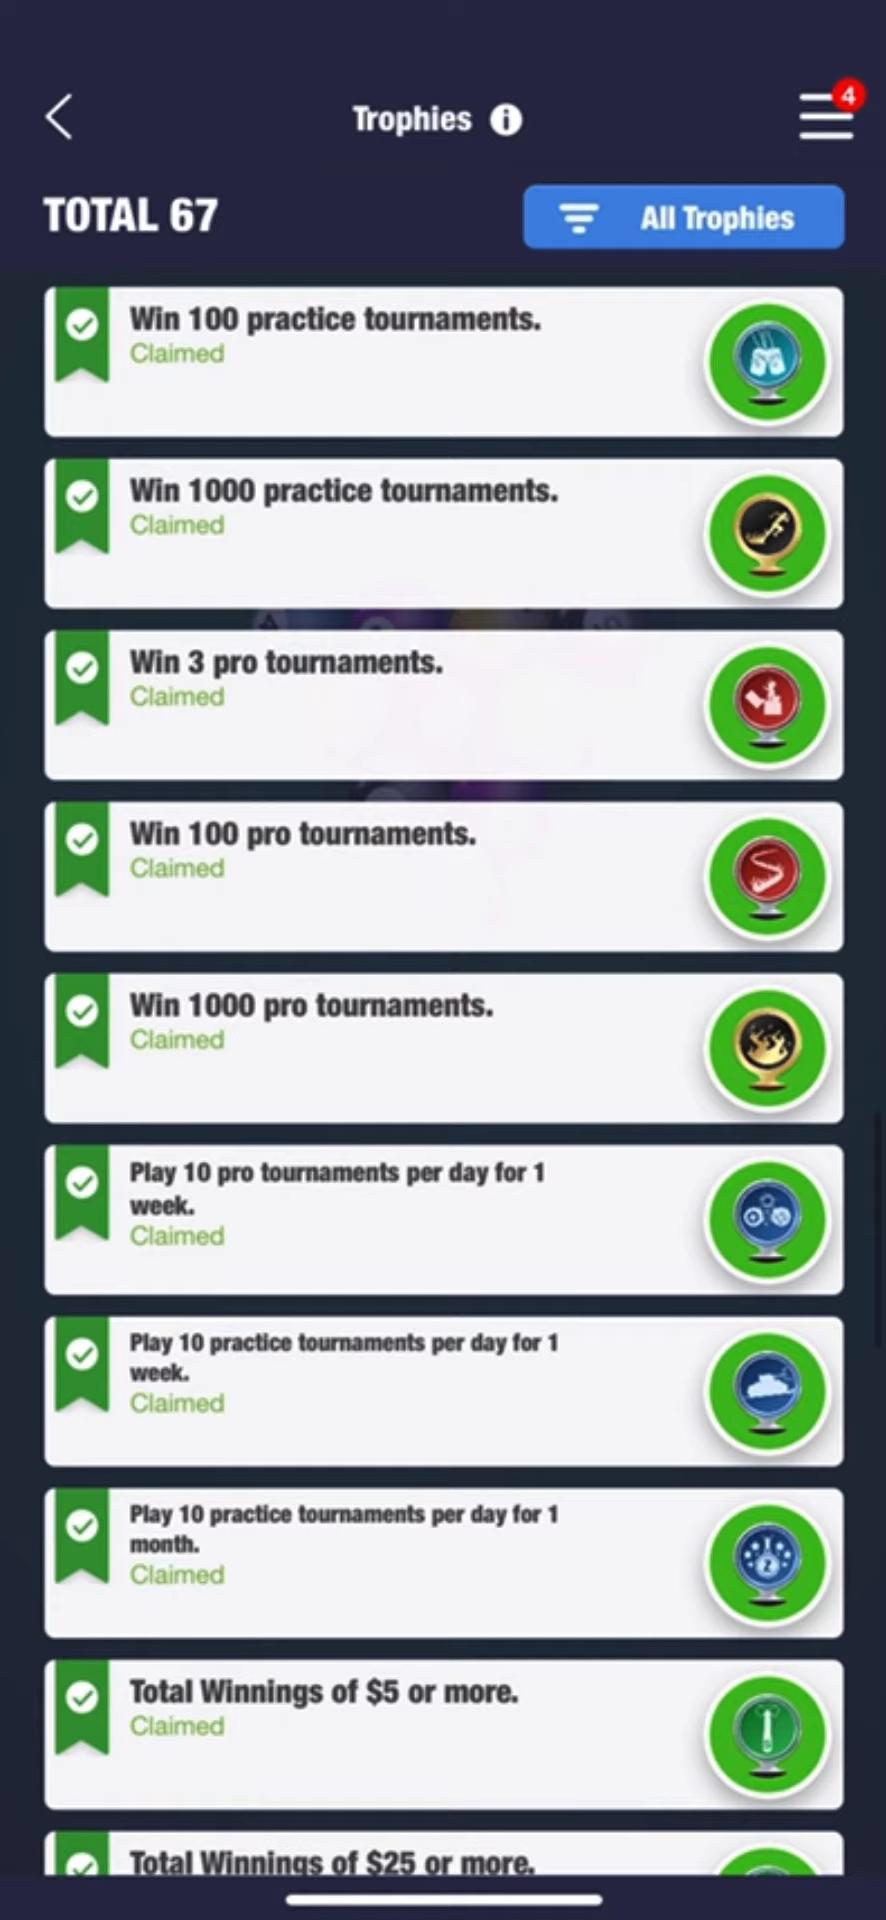 Trophies
4
TOTAL 67
All Trophies
Win 100 practice tournaments.
Claimed
Win 1000 practice tournaments.
Claimed
Win 3 pro tournaments.
Claimed
Win 100 pro tournaments.
Claimed
Win 1000 pro tournaments.
Claimed
Play 10 pro tournaments per day for 1
week.
Claimed
Play 10 practice tournaments per day for 1
week.
Claimed
Play 10 practice tournaments per day for 1
month.
Claimed
Total Winnings of $5 or more.
Claimed
Total Winnings of $25 or more.